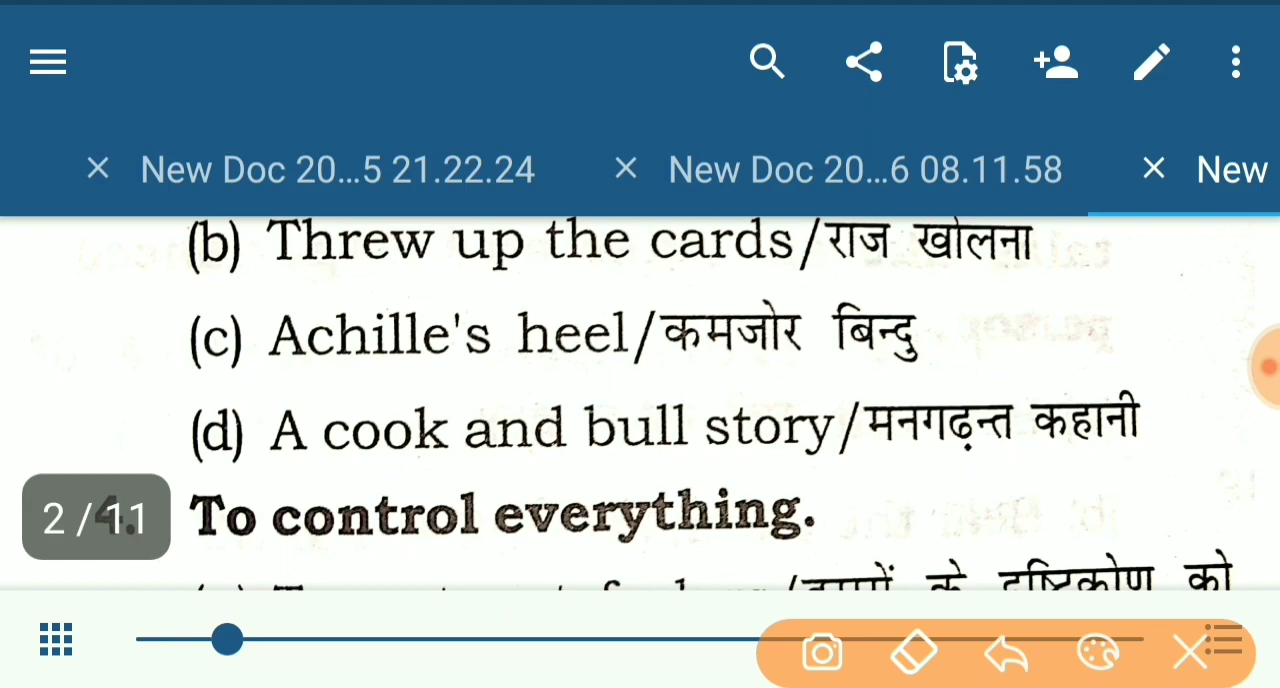 New Doc 20...5 21.22.24
New Doc 20...6 08.11.58
New
(b) Threw up the cards/राज खोलना
(c) Achille's heel/कमजोर बिन्दु
(d) A cook and bull story/मनगढ़न्त कहानी
2 / 11
4. To control everything.
के दृष्टिकोण को